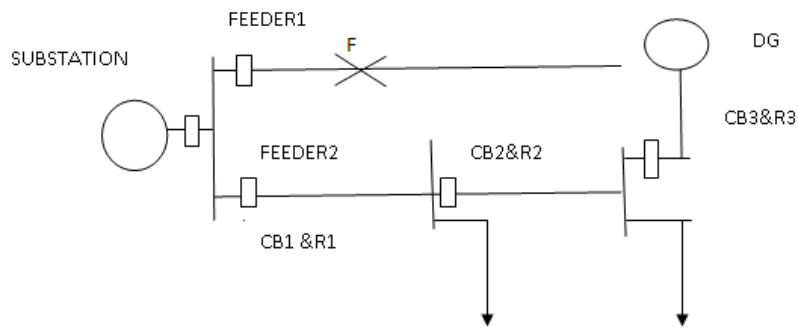 FEEDER1
F
DG
SUBSTATION
CB3&R3
FEEDER2
CB2&R2
CB1 &R1